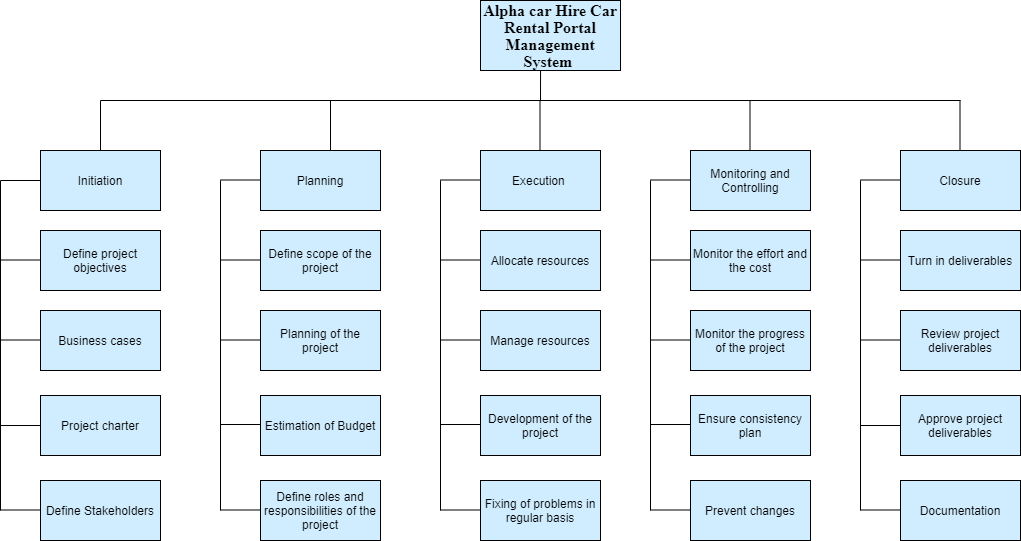 Alpha car Hire Car
Rental Portal
Management
System
Initiation
Planning
Execution
Monitoring and
Controlling
Closure
Define project
objectives
Define scope of the
project
Allocate resources
Monitor the effort and
the cost
Turn in deliverables
Business cases
Planning of the
project
Manage resources
Monitor the progress
of the project
Review project
deliverables
Project charter
Estimation of Budget
Development of the
project
Ensure consistency
plan
Approve project
deliverables
Define Stakeholders
Define roles and
responsibilities of the
project
Fixing of problems in
regular basis
Prevent changes
Documentation